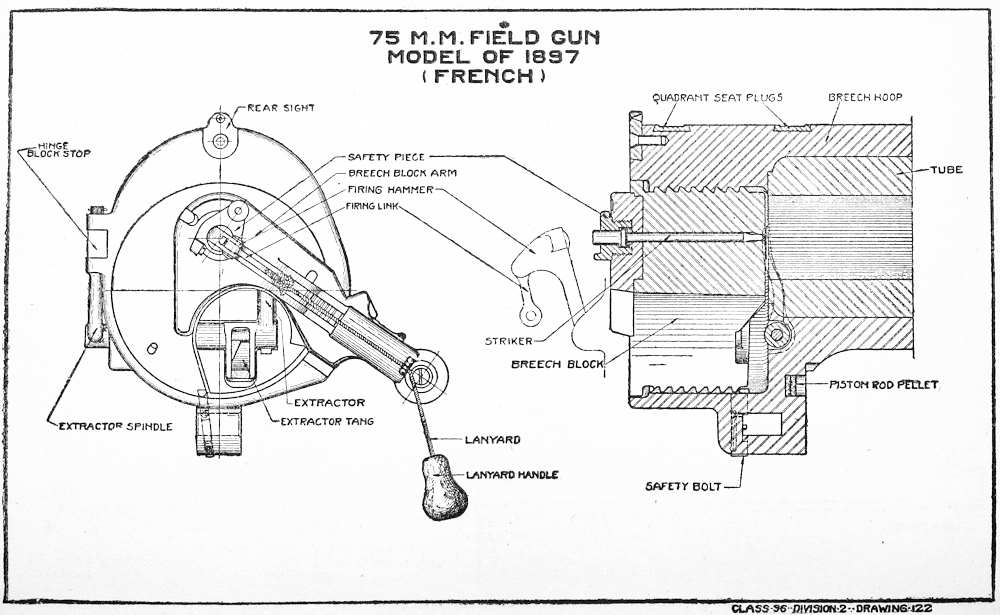 75 M.M. FIELD GUN
MODEL OF 1897
(FRENCH)
REAR SIGHT
HINGE
BLOCK STOP
SAFETY PIECE
BREECH BLOCK ARM
FIRING HAMMER
FIRING LINK
QUADRANT SEAT PLUGS
BREECH HOOP
TUBE
STRIKER
BREECH BLOCK
PISTON ROD PELLET
EXTRACTOR
EXTRACTOR TANG
EXTRACTOR SPINDLE
LANYARD
LANYARD HANDLE
SAFETY BOLT
CLASS-96-DIVISION-2-DRAWING-122